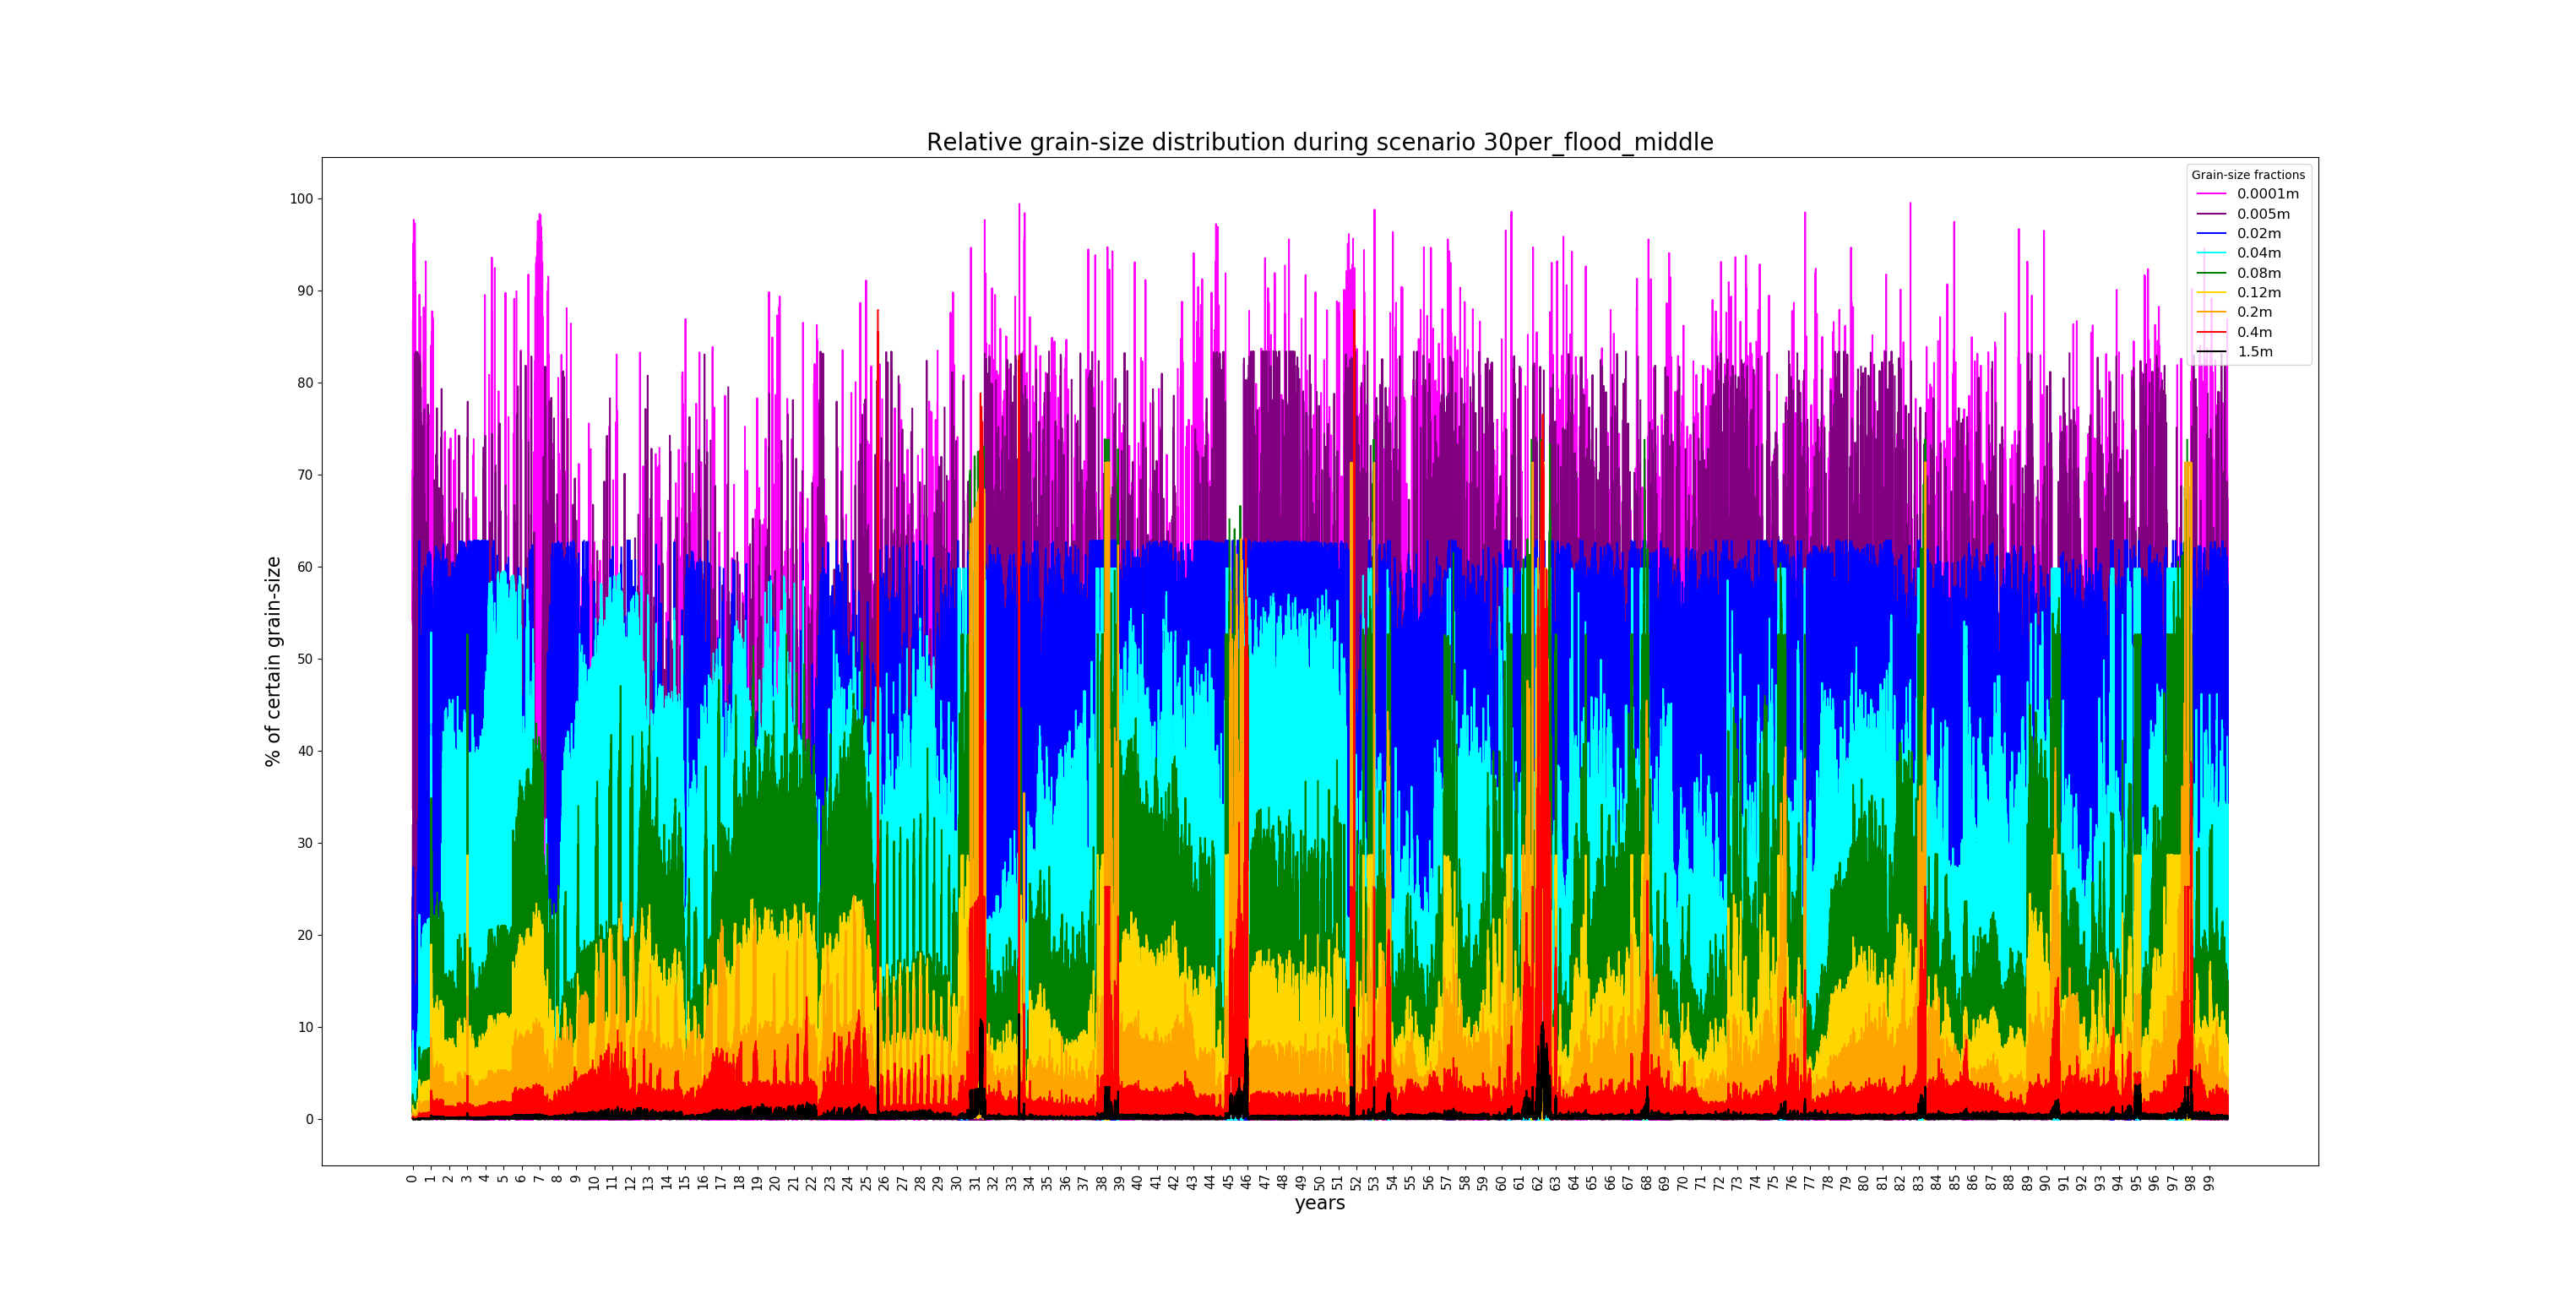 Relative grain-size distribution during scenario 30per_flood_middle
Grain-size fractions
0.0001m
0.005m
0.02m
0.04m
0.08m
0.12m
0.2m
0.4m
1.5m
% of certain grain-size
100
90
80
70
60
50
40
30
20
10
0
0 1 2 3 4 5 6 7 8 9 10 11 12 13 14 15 16 17 18 19 20 21 22 23 24 25 26 27 28 29 30 31 32 33 34 35 36 37 38 39 40 41 42 43 44 45 46 47 48 49 50 51 52 53 54 55 56 57 58 59 60 61 62 63 64 65 66 67 68 69 70 71 72 73 74 75 76 77 78 79 80 81 82 83 84 85 86 87 88 89 90 91 92 93 94 95 96 97 98 99
years